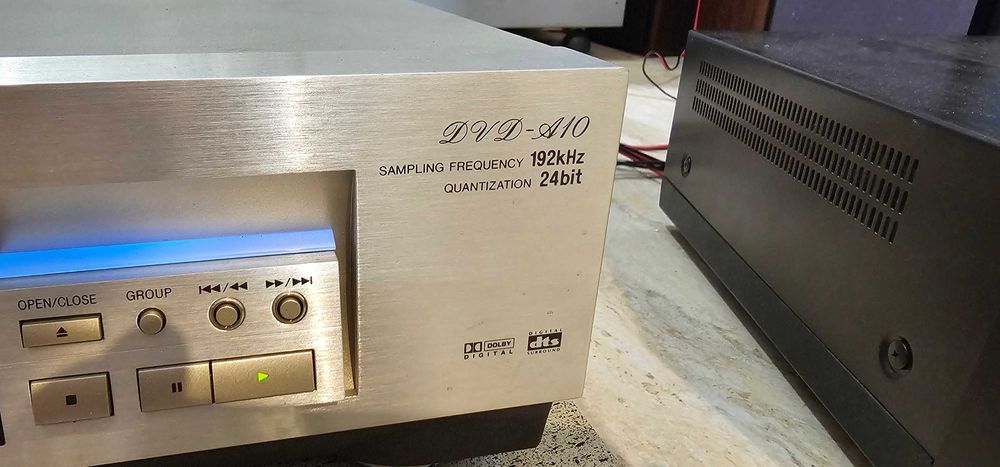 DVD-A10
SAMPLING FREQUENCY 192kHz
QUANTIZATION 24bit
OPEN/CLOSE
GROUP
DOLBY
DIGITAL
DIGITAL
dts
SURROUND